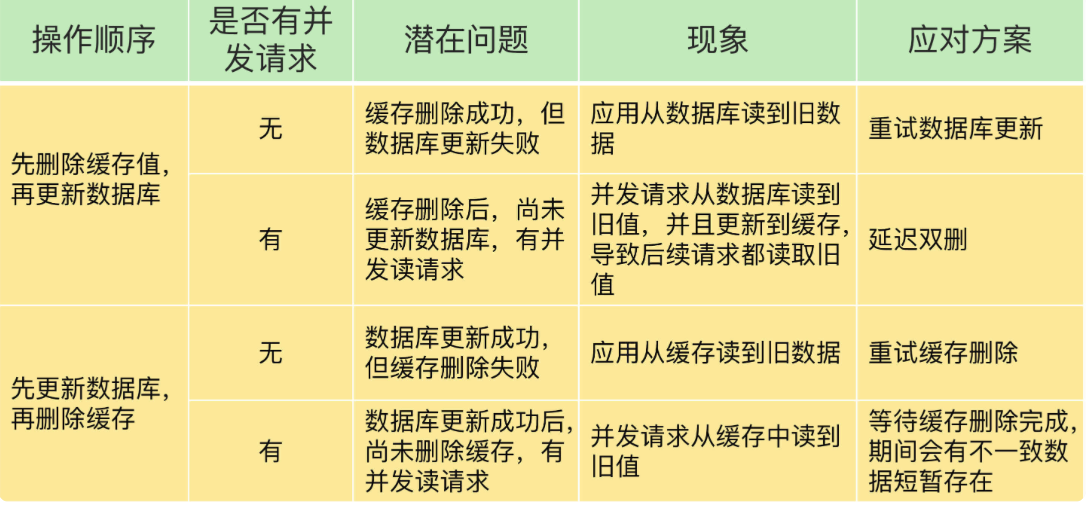 操作顺序
是否有并
发请求
潜在问题
现象
应对方案
先删除缓存值，
再更新数据库
无
缓存删除成功，但
数据库更新失败
应用从数据库读到旧数
据
重试数据库更新
有
缓存删除后，尚未
更新数据库，有并
发读请求
并发请求从数据库读到
旧值，并且更新到缓存，
导致后续请求都读取旧
值
延迟双删
先更新数据库，
再删除缓存
无
数据库更新成功，
但缓存删除失败
应用从缓存读到旧数据
重试缓存删除
有
数据库更新成功后，
尚未删除缓存，有
并发读请求
并发请求从缓存中读到
旧值
等待缓存删除完成，
期间会有不一致数
据短暂存在